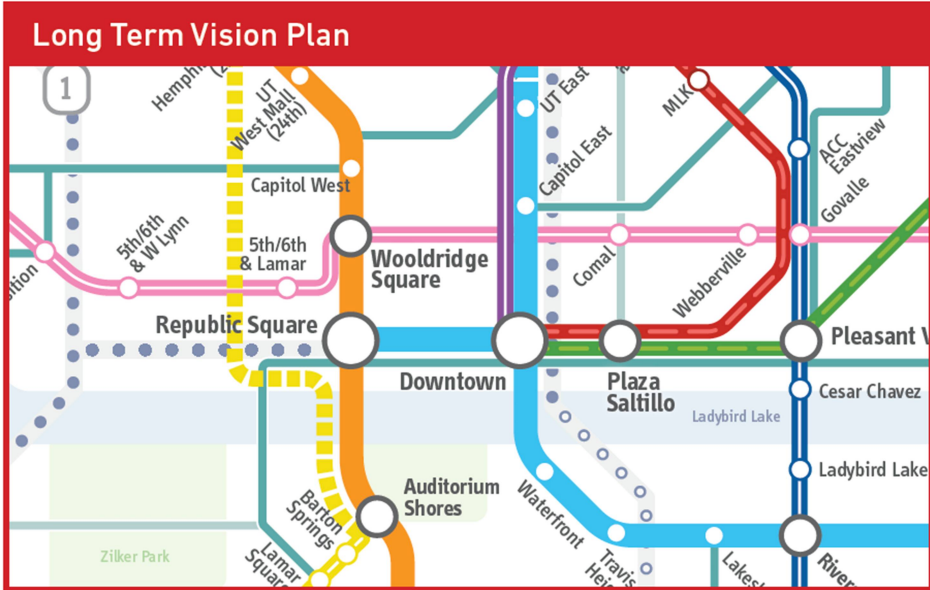 Long Term Vision Plan
1
UT
West Mall
(24th)
UT East
MLK
Capitol East
ACC
Eastview
Capitol West
Govalle
5th/6th
& W Lynn
5th/6th
& Lamar
Wooldridge
Square
Comal
Webberville
Republic Square
Pleasant
Downtown
Plaza
Saltillo
Cesar Chavez
Ladybird Lake
Ladybird Lake
Auditorium
Shores
Barton
Springs
Waterfront
Zilker Park
Lamar
Square
Travis